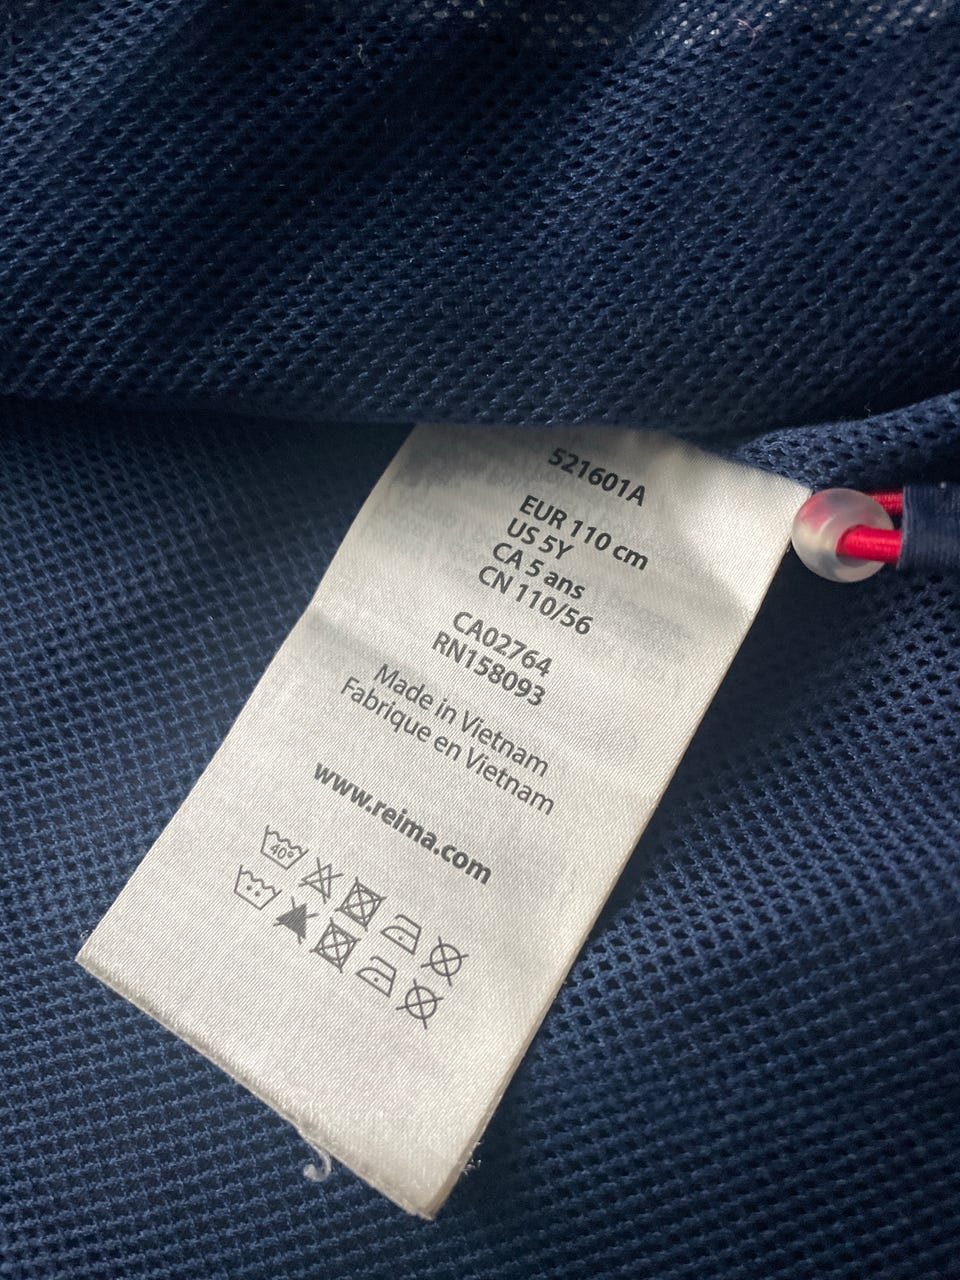 521601A
EUR 110 cm
US 5Y
CA 5 ans
CN 110/56
CA02764
RN158093
Made in Vietnam
Fabrique en Vietnam
www.reima.com
40°